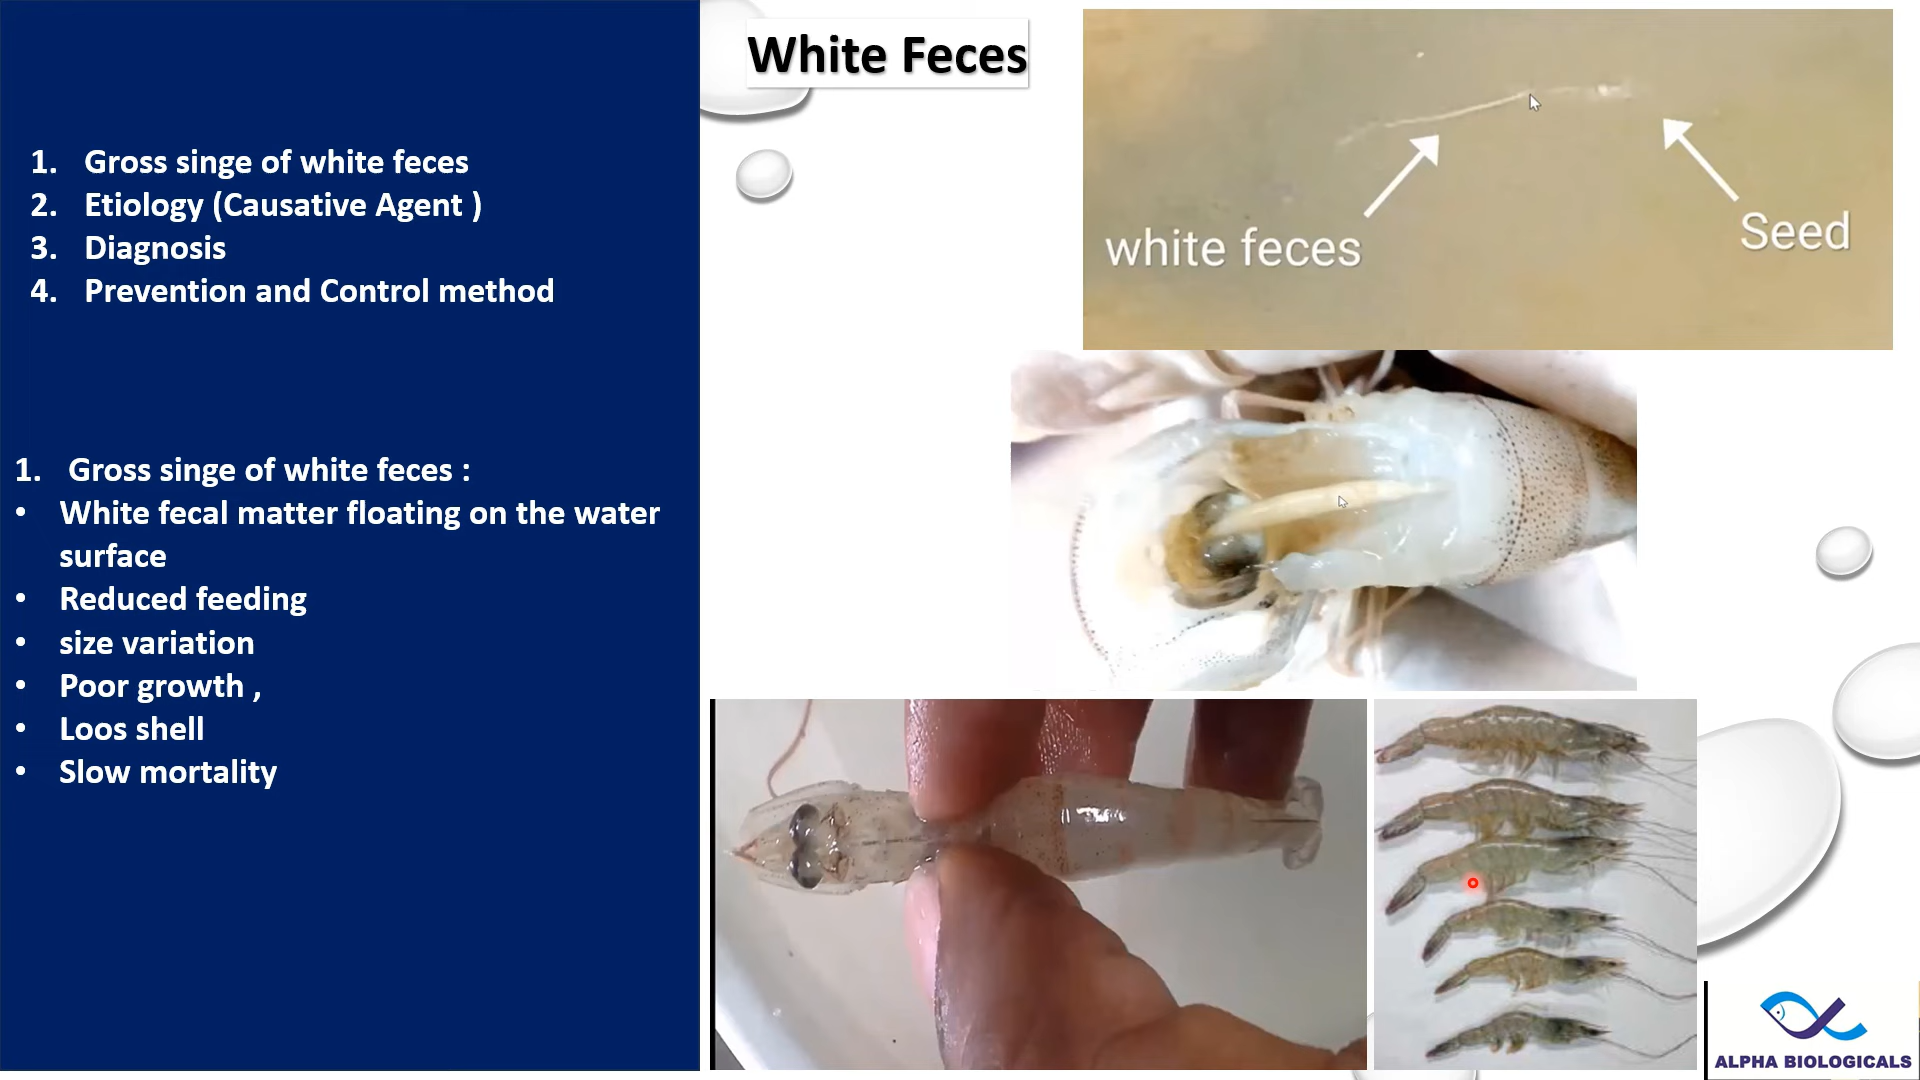 White Feces
1. Gross singe of white feces
2. Etiology (Causative Agent )
3. Diagnosis
4. Prevention and Control method
1. Gross singe of white feces :
• White fecal matter floating on the water
surface
• Reduced feeding
• size variation
• Poor growth ,
• Loos shell
• Slow mortality
white feces
Seed
ALPHA BIOLOGICALS